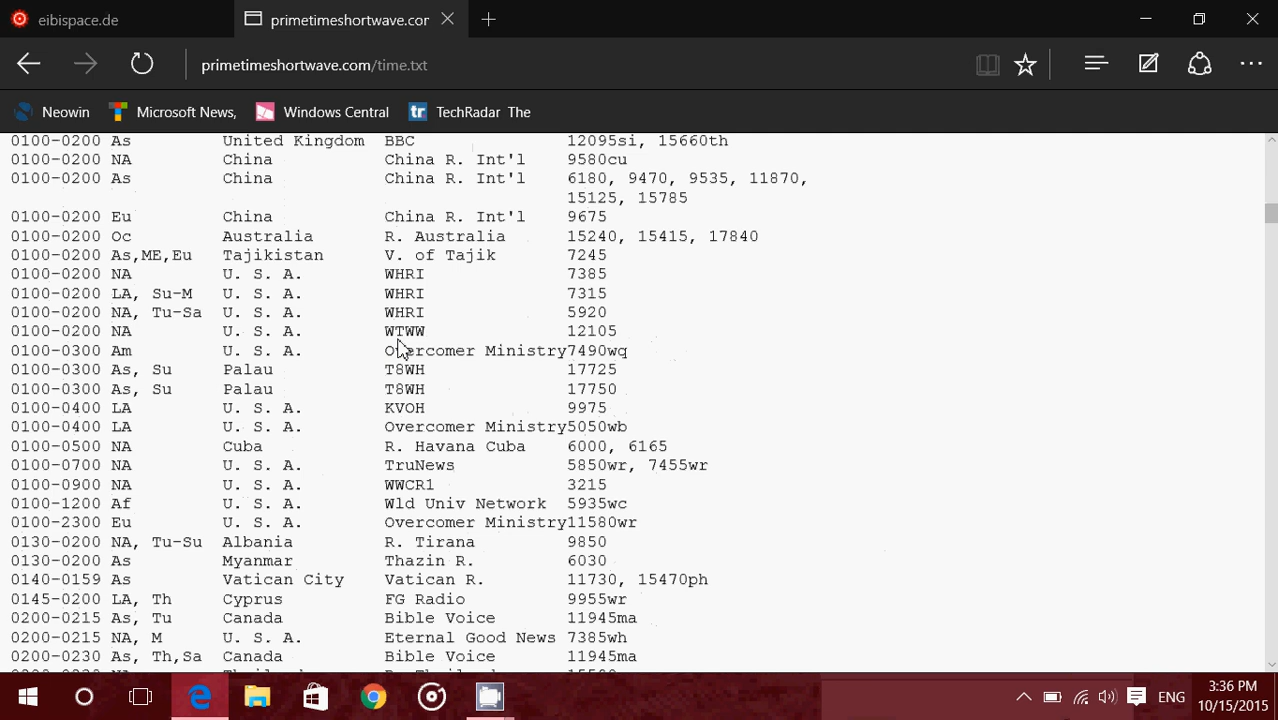 eibispace.de
primetimeshortwave.cor
primetimeshortwave.com/time.txt
Neowin
Microsoft News,
Windows Central
tr TechRadar The
0100-0200 As United Kingdom BBC 12095si, 15660th
0100-0200 NA China China R. Int'l 9580cu
0100-0200 As China China R. Int'l 6180, 9470, 9535, 11870,
15125, 15785
0100-0200 Eu China China R. Int'l 9675
0100-0200 Oc Australia R. Australia 15240, 15415, 17840
0100-0200 As,ME,Eu Tajikistan V. of Tajik 7245
0100-0200 NA U. S. A. WHRI 7385
0100-0200 LA, Su-M U. S. A. WHRI 7315
0100-0200 NA, Tu-Sa U. S. A. WHRI 5920
0100-0200 NA U. S. A. WTWW 12105
0100-0300 Am U. S. A. Overcomer Ministry7490wq
0100-0300 As, Su Palau T8WH 17725
0100-0300 As, Su Palau T8WH 17750
0100-0400 LA U. S. A. KVOH 9975
0100-0400 LA U. S. A. Overcomer Ministry5050wb
0100-0500 NA Cuba R. Havana Cuba 6000, 6165
0100-0700 NA U. S. A. TruNews 5850wr, 7455wr
0100-0900 NA U. S. A. WWCR1 3215
0100-1200 Af U. S. A. Wld Univ Network 5935wc
0100-2300 Eu U. S. A. Overcomer Ministry11580wr
0130-0200 NA, Tu-Su Albania R. Tirana 9850
0130-0200 As Myanmar Thazin R. 6030
0140-0159 As Vatican City Vatican R. 11730, 15470ph
0145-0200 LA, Th Cyprus FG Radio 9955wr
0200-0215 As, Tu Canada Bible Voice 11945ma
0200-0215 NA, M U. S. A. Eternal Good News 7385wh
0200-0230 As, Th,Sa Canada Bible Voice 11945ma
ENG
3:36 PM
10/15/2015